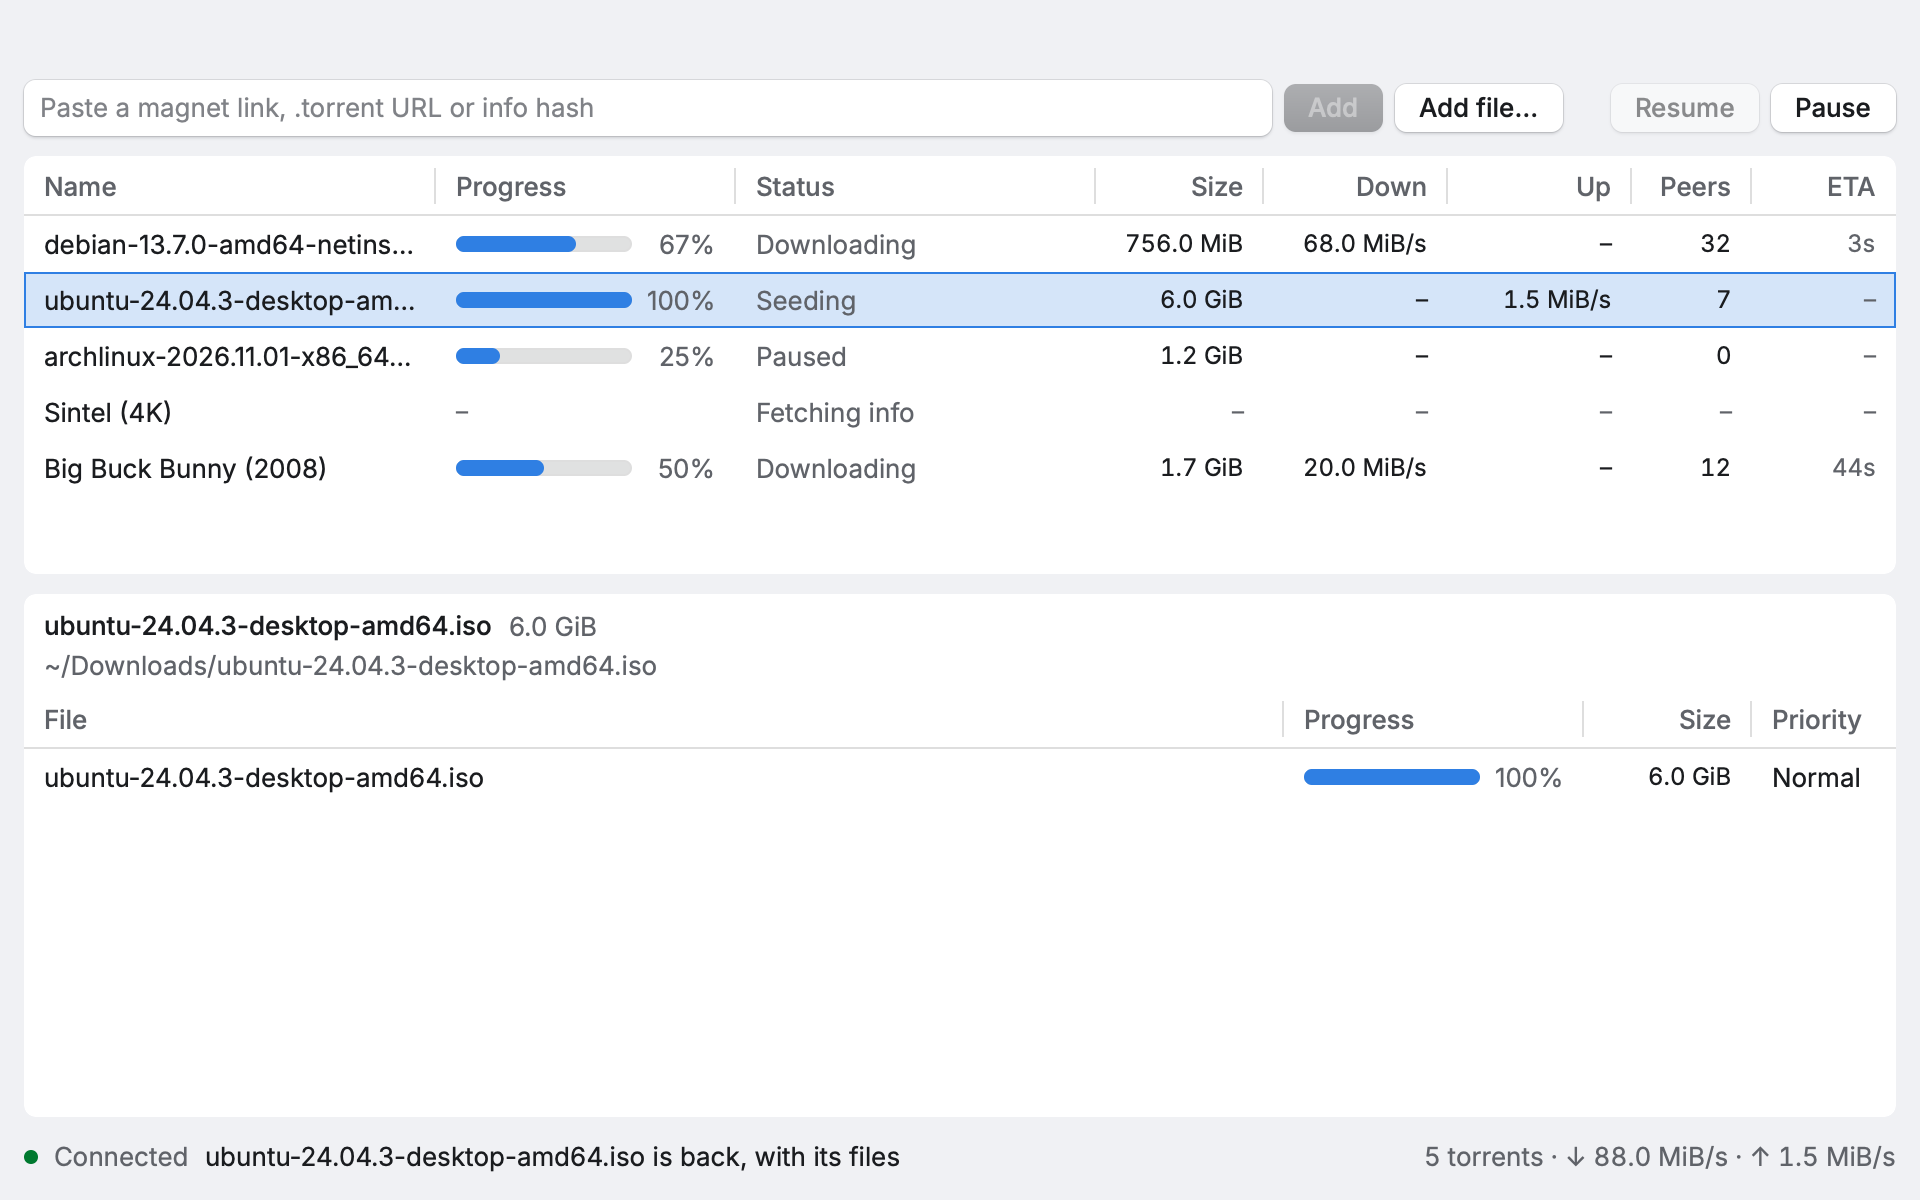 Paste a magnet link, .torrent URL or info hash Add Add file... Resume Pause
Name Progress Status Size Down Up Peers ETA
debian-13.7.0-amd64-netins... 67% Downloading 756.0 MiB 68.0 MiB/s – 32 3s
ubuntu-24.04.3-desktop-am... 100% Seeding 6.0 GiB – 1.5 MiB/s 7 –
archlinux-2026.11.01-x86_64... 25% Paused 1.2 GiB – – 0 –
Sintel (4K) – Fetching info – – – – –
Big Buck Bunny (2008) 50% Downloading 1.7 GiB 20.0 MiB/s – 12 44s
ubuntu-24.04.3-desktop-amd64.iso 6.0 GiB
~/Downloads/ubuntu-24.04.3-desktop-amd64.iso
File Progress Size Priority
ubuntu-24.04.3-desktop-amd64.iso 100% 6.0 GiB Normal
Connected ubuntu-24.04.3-desktop-amd64.iso is back, with its files 5 torrents · ↓ 88.0 MiB/s · ↑ 1.5 MiB/s